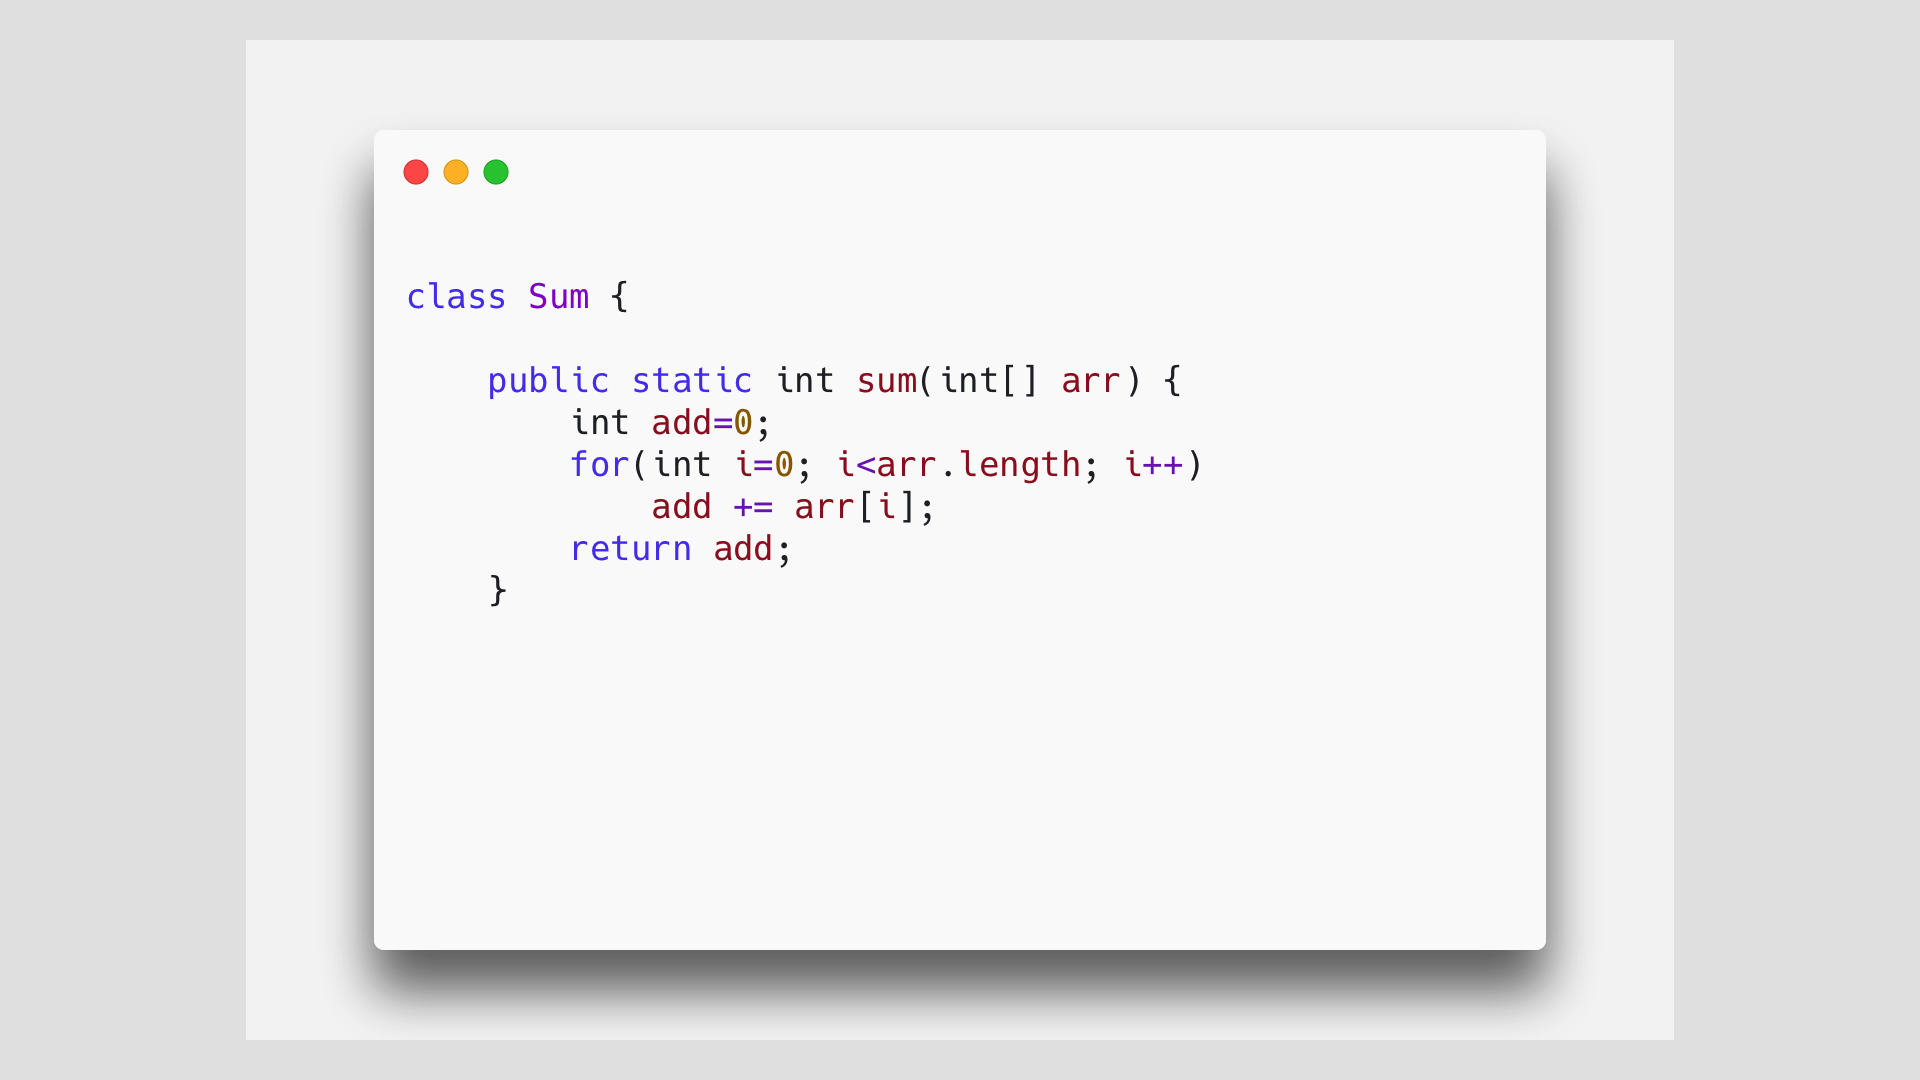 class Sum {
    public static int sum(int[] arr) {
        int add=0;
        for(int i=0; i<arr.length; i++)
            add += arr[i];
        return add;
    }